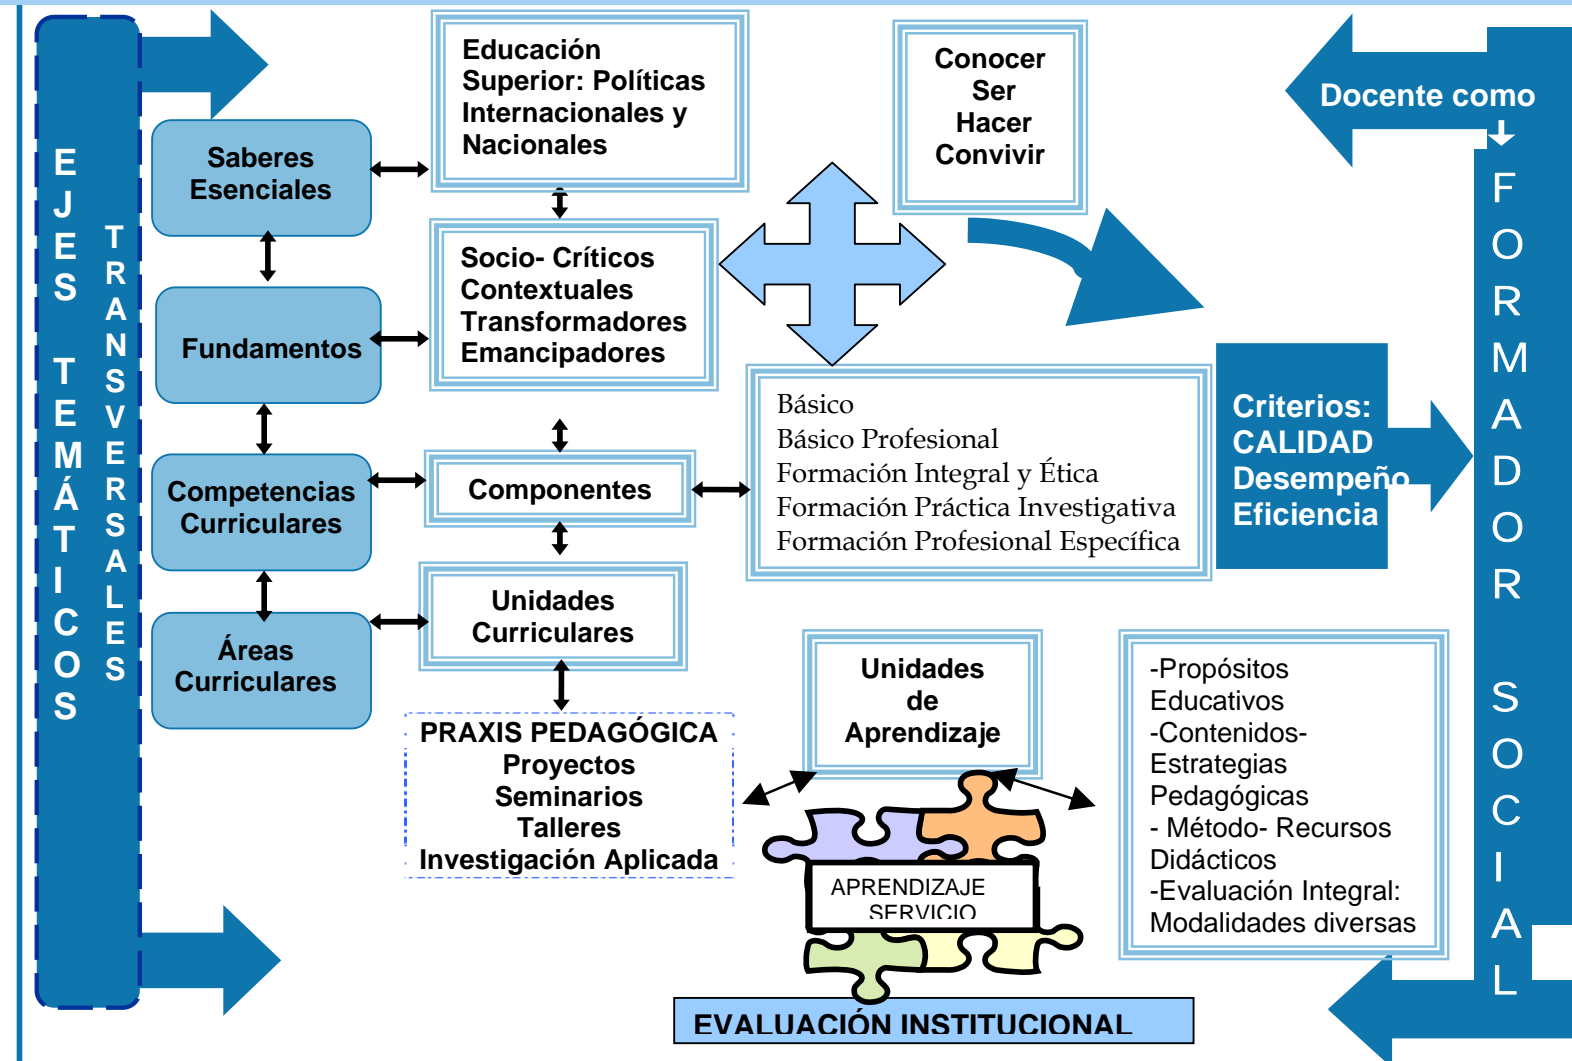 EJES TEMÁTICOS
TRANSVERSALES
Saberes
Esenciales
Fundamentos
Competencias
Curriculares
Áreas
Curriculares
Educación
Superior: Políticas
Internacionales y
Nacionales
Socio- Críticos
Contextuales
Transformadores
Emancipadores
Componentes
Unidades
Curriculares
PRAXIS PEDAGÓGICA
Proyectos
Seminarios
Talleres
Investigación Aplicada
Conocer
Ser
Hacer
Convivir
Básico
Básico Profesional
Formación Integral y Ética
Formación Práctica Investigativa
Formación Profesional Específica
Criterios:
CALIDAD
Desempeño
Eficiencia
Unidades
de
Aprendizaje
APRENDIZAJE
SERVICIO
EVALUACIÓN INSTITUCIONAL
-Propósitos
Educativos
-Contenidos-
Estrategias
Pedagógicas
- Método- Recursos
Didácticos
-Evaluación Integral:
Modalidades diversas
Docente como
FORMADOR SOCIAL